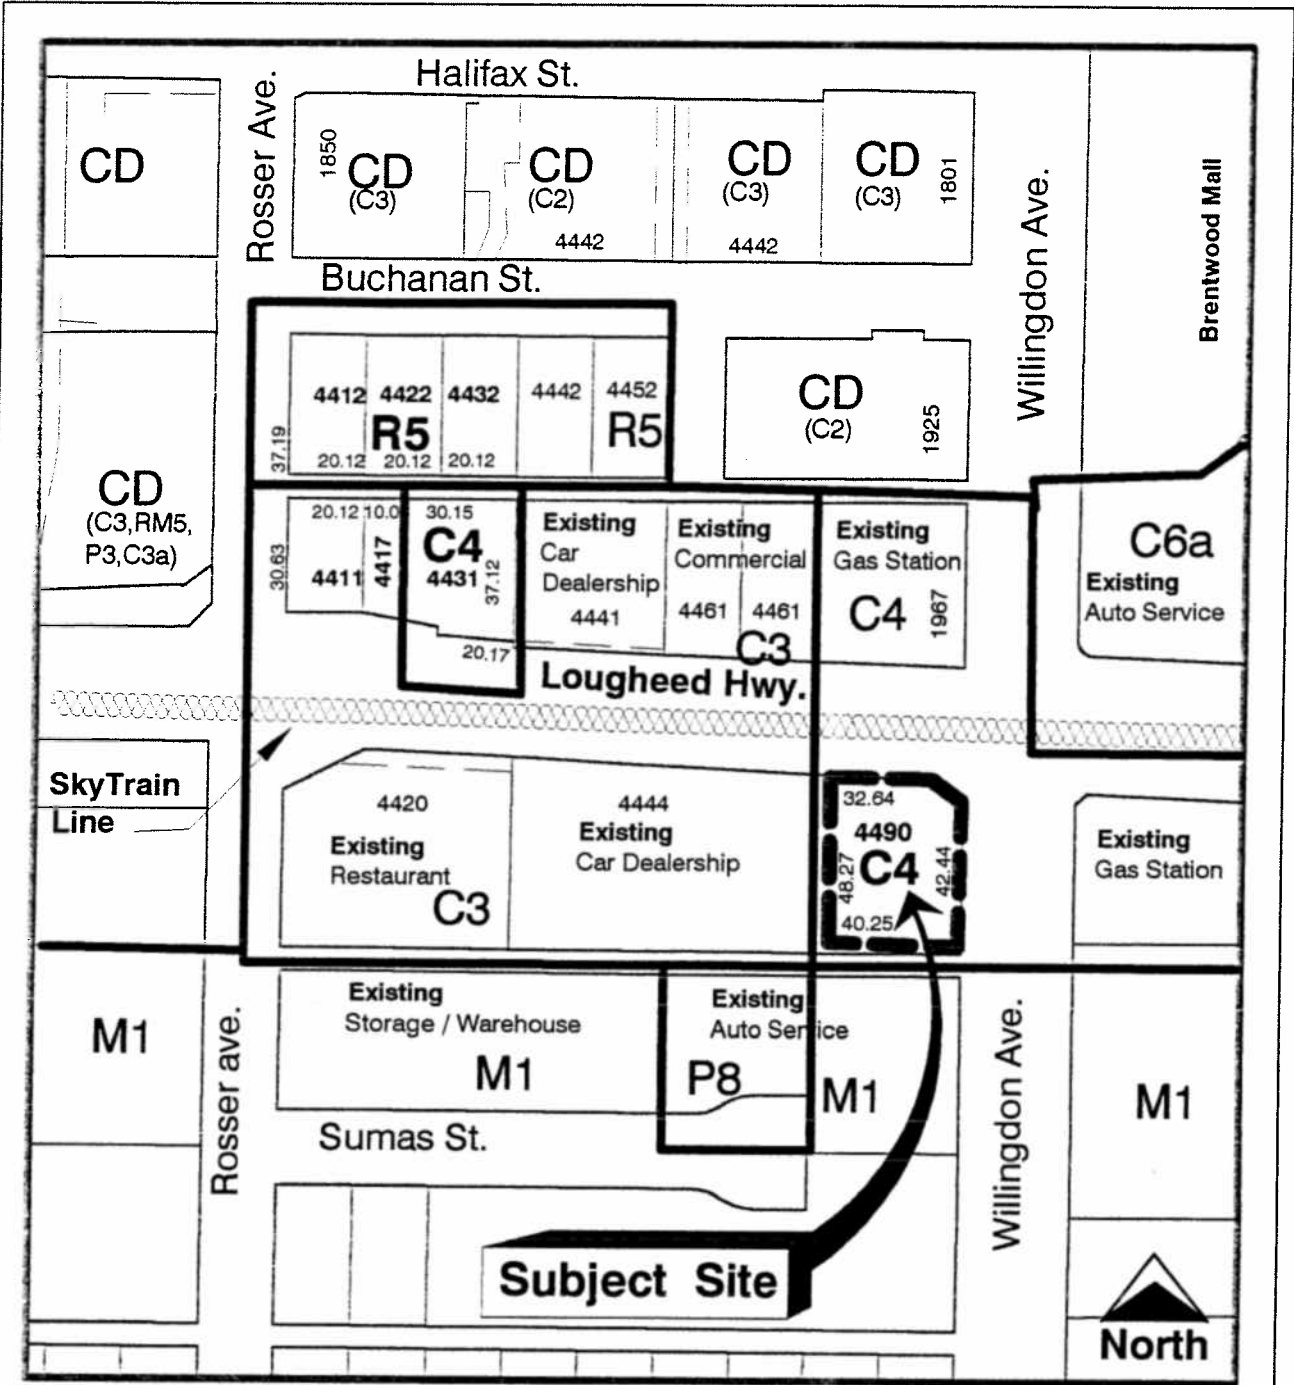 Halifax St.
Rosser Ave.
CD
1850
CD
(C3)
CD
(C2)
4442
CD
(C3)
4442
CD
(C3)
1801
Willingdon Ave.
Brentwood Mall
Buchanan St.
4412 4422 4432 4442 4452
R5
R5
37.19
20.12 20.12 20.12
CD
(C2)
1925
CD
(C3,RM5,
P3,C3a)
20.12 10.0 30.15
30.63
4411
4417
C4
4431
37.12
20.17
Existing
Car
Dealership
4441
Existing
Commercial
4461 4461
C3
Existing
Gas Station
C4
1967
C6a
Existing
Auto Service
Lougheed Hwy.
SkyTrain
Line
4420
Existing
Restaurant
C3
4444
Existing
Car Dealership
32.64
4490
C4
48.27
42.44
40.25
Existing
Gas Station
M1
Rosser ave.
Existing
Storage / Warehouse
M1
Existing
Auto Service
P8
M1
Willingdon Ave.
M1
Sumas St.
Subject Site
North